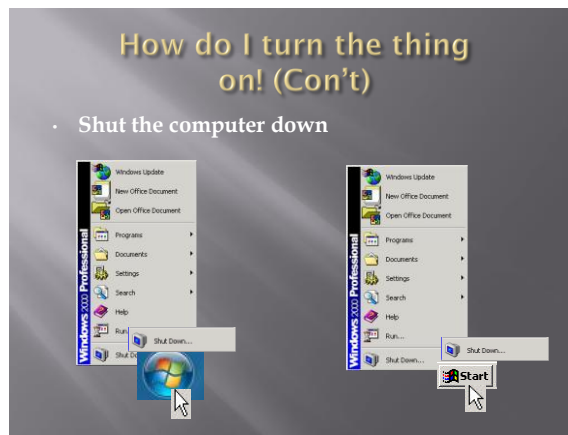 How do I turn the thing
on! (Con't)
· Shut the computer down
Windows 2000 Professional
Windows Update
New Office Document
Open Office Document
Programs
Documents
Settings
Search
Help
Run...
Shut Down...
Windows 2000 Professional
Windows Update
New Office Document
Open Office Document
Programs
Documents
Settings
Search
Help
Run...
Shut Down...
Shut Down...
Start